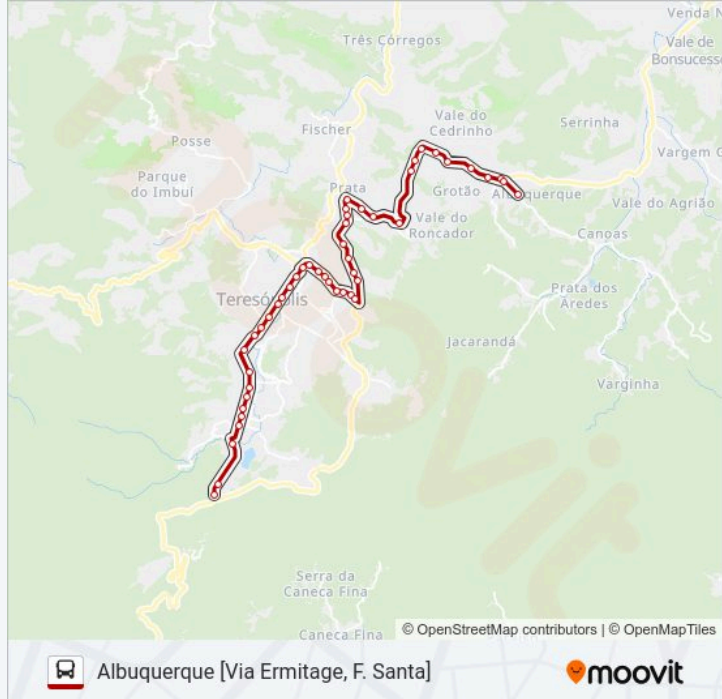 Três Córregos
Venda N
Vale de
Bonsucesso
Vale do
Cedrinho
Serrinha
Fischer
Posse
Vargem G
Parque
do Imbuí
Prata
Grotão
Albuquerque
Vale do Agrião
Vale do
Roncador
Canoas
Prata dos
Aredes
Teresópolis
Jacarandá
Varginha
Serra da
Caneca Fina
Caneca Fina
© OpenStreetMap contributors | © OpenMapTiles
Albuquerque [Via Ermitage, F. Santa]
moovit